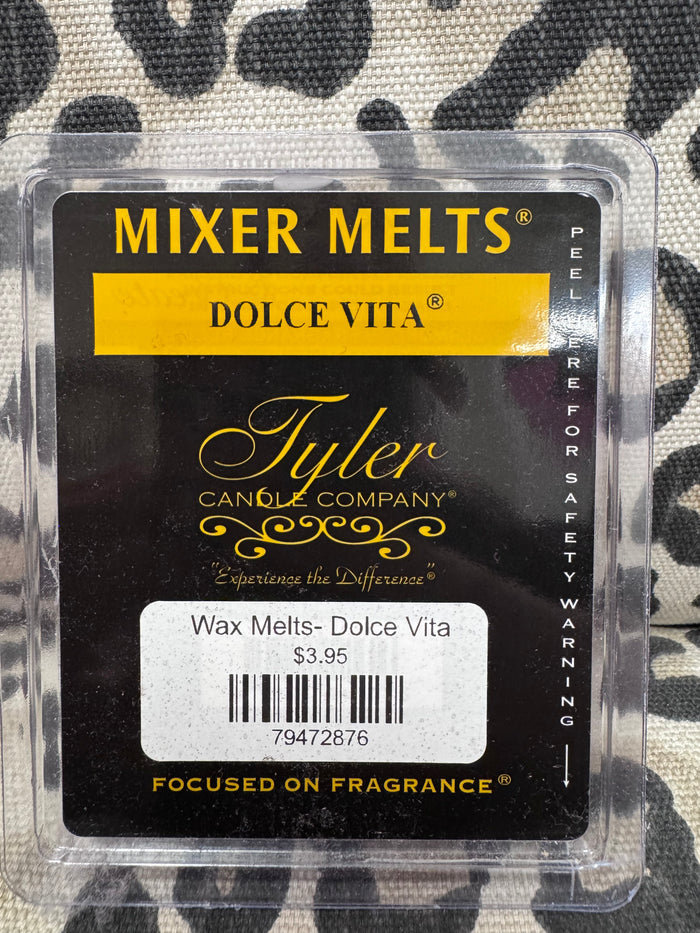 MIXER MELTS®
DOLCE VITA®
Tyler
CANDLE COMPANY®
"Experience the Difference"®
Wax Melts- Dolce Vita
$3.95
79472876
FOCUSED ON FRAGRANCE®
PEEL HERE FOR SAFETY WARNING